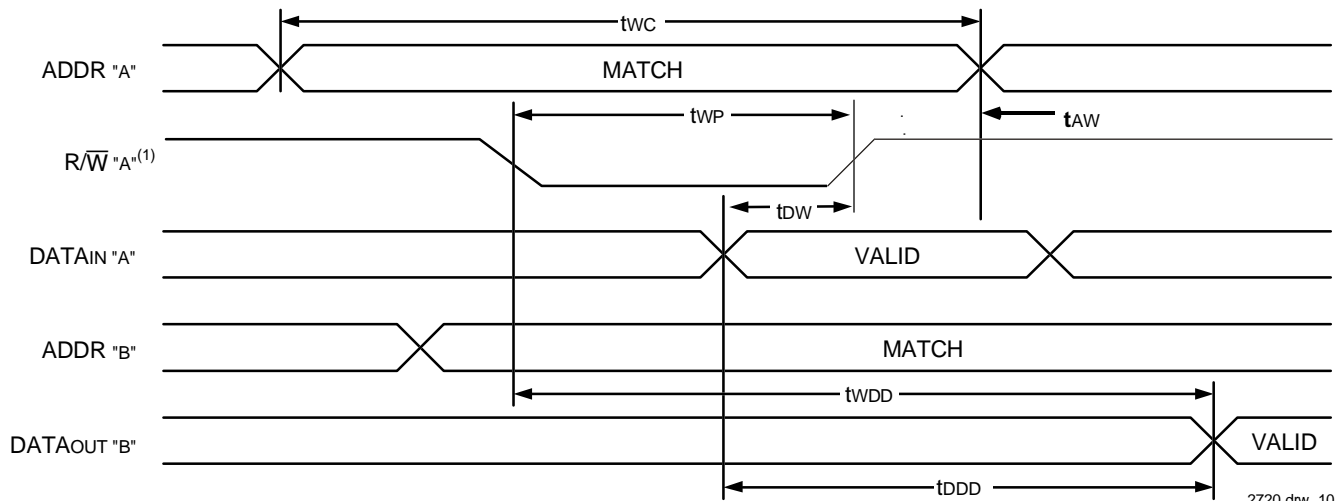 tWC
ADDR "A"
MATCH
tWP
tAW
R/W̅ "A"(1)
tDW
DATAIN "A"
VALID
ADDR "B"
MATCH
tWDD
DATAOUT "B"
VALID
tDDD
2720 drw 10